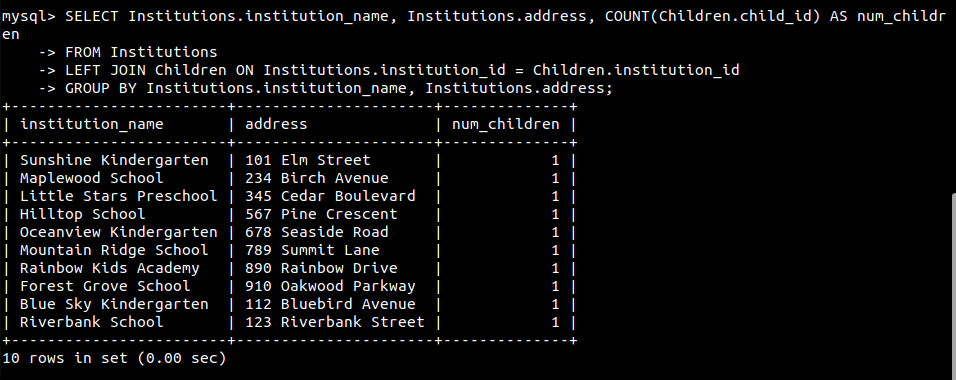 mysql> SELECT Institutions.institution_name, Institutions.address, COUNT(Children.child_id) AS num_childr
en
    -> FROM Institutions
    -> LEFT JOIN Children ON Institutions.institution_id = Children.institution_id
    -> GROUP BY Institutions.institution_name, Institutions.address;
+------------------------+----------------------+--------------+
| institution_name       | address              | num_children |
+------------------------+----------------------+--------------+
| Sunshine Kindergarten  | 101 Elm Street       |            1 |
| Maplewood School       | 234 Birch Avenue     |            1 |
| Little Stars Preschool | 345 Cedar Boulevard  |            1 |
| Hilltop School         | 567 Pine Crescent    |            1 |
| Oceanview Kindergarten | 678 Seaside Road     |            1 |
| Mountain Ridge School  | 789 Summit Lane      |            1 |
| Rainbow Kids Academy   | 890 Rainbow Drive    |            1 |
| Forest Grove School    | 910 Oakwood Parkway  |            1 |
| Blue Sky Kindergarten  | 112 Bluebird Avenue  |            1 |
| Riverbank School       | 123 Riverbank Street |            1 |
+------------------------+----------------------+--------------+
10 rows in set (0.00 sec)